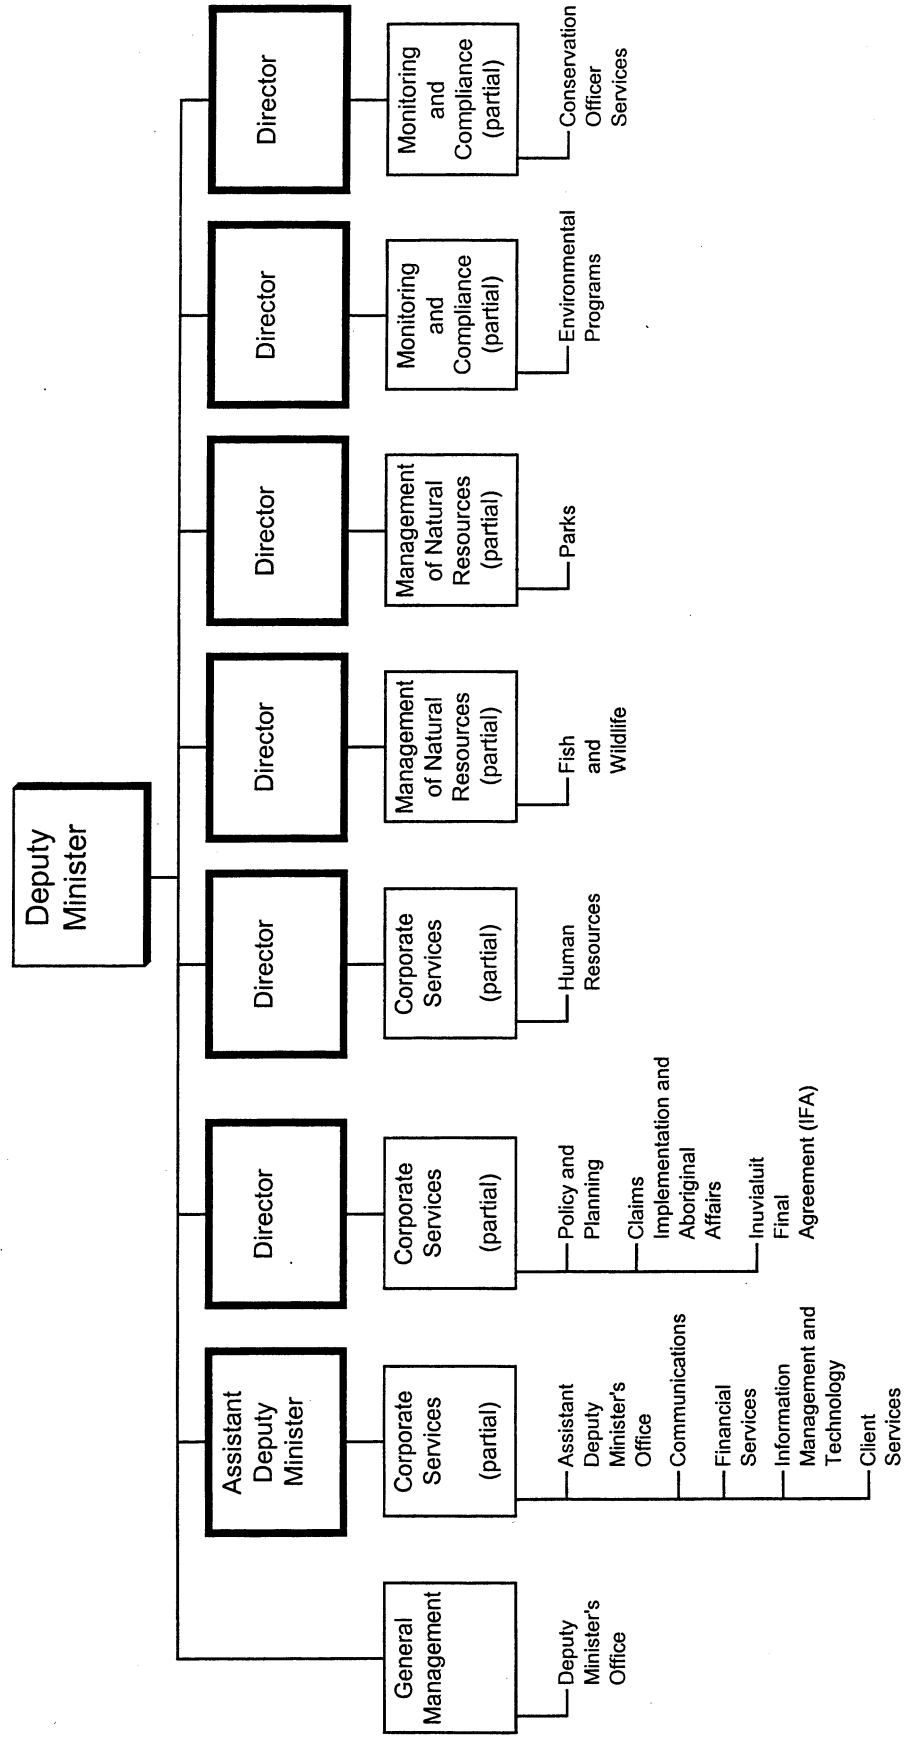 Deputy
Minister
Assistant
Deputy
Minister
Director
Director
Director
Director
Director
Director
General
Management
Corporate
Services
(partial)
Corporate
Services
(partial)
Corporate
Services
(partial)
Management
of Natural
Resources
(partial)
Management
of Natural
Resources
(partial)
Monitoring
and
Compliance
(partial)
Monitoring
and
Compliance
(partial)
Deputy
Minister's
Office
Assistant
Deputy
Minister's
Office
Communications
Financial
Services
Information
Management and
Technology
Client
Services
Policy and
Planning
Claims
Implementation and
Aboriginal
Affairs
Inuvialuit
Final
Agreement (IFA)
Human
Resources
Fish
and
Wildlife
Parks
Environmental
Programs
Conservation
Officer
Services